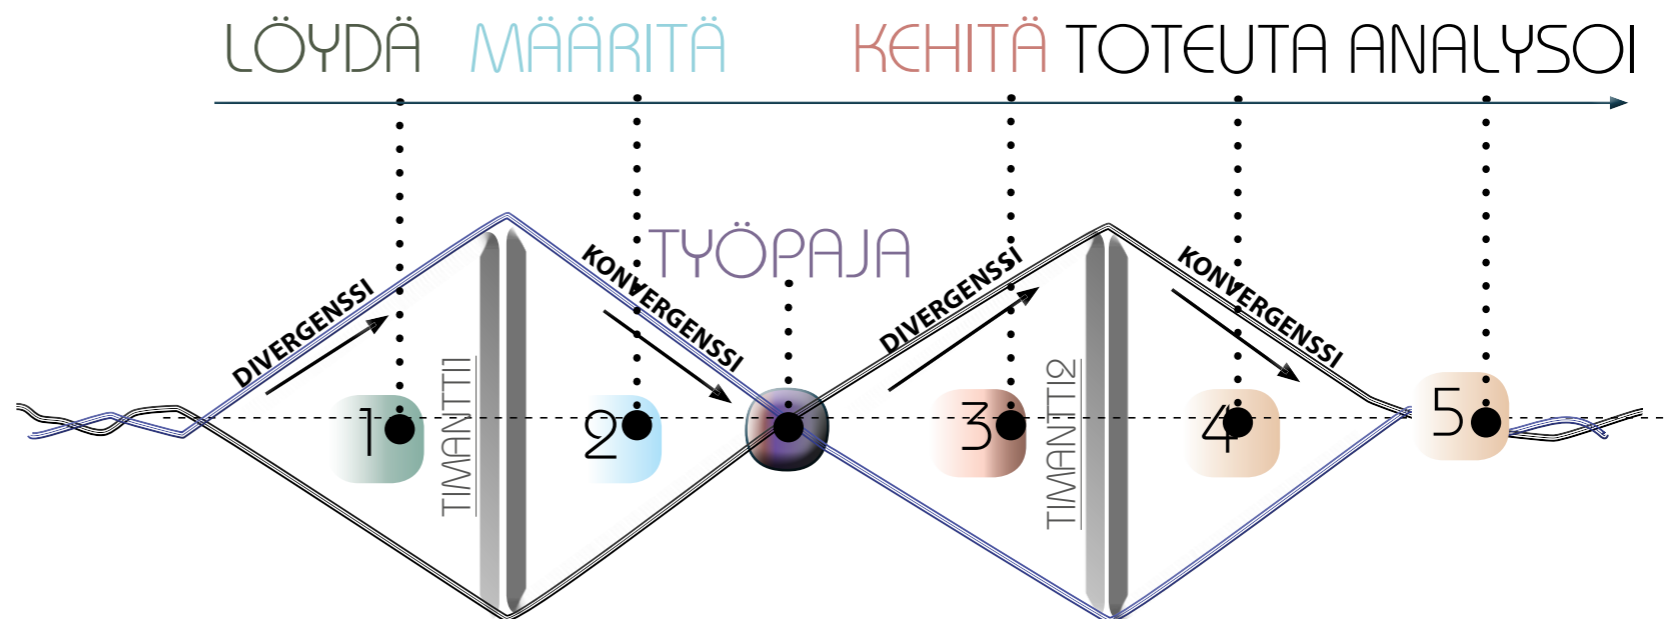 LÖYDÄ MÄÄRITÄ KEHITÄ TOTEUTA ANALYSOI
TYÖPAJA
DIVERGENSSI
KONVERGENSSI
DIVERGENSSI
KONVERGENSSI
TIMANTTI1
TIMANTTI2
1 2 3 4 5